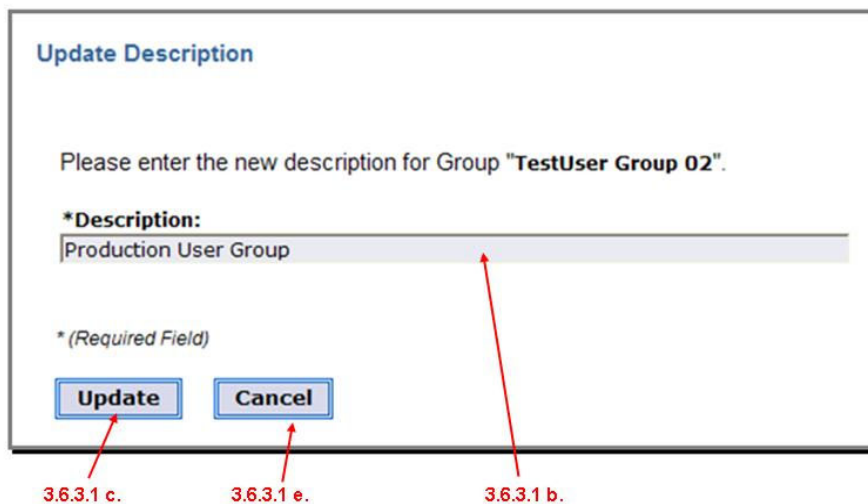 Update Description
Please enter the new description for Group "TestUser Group 02".
*Description:
Production User Group
* (Required Field)
Update Cancel
3.6.3.1 c. 3.6.3.1 e. 3.6.3.1 b.